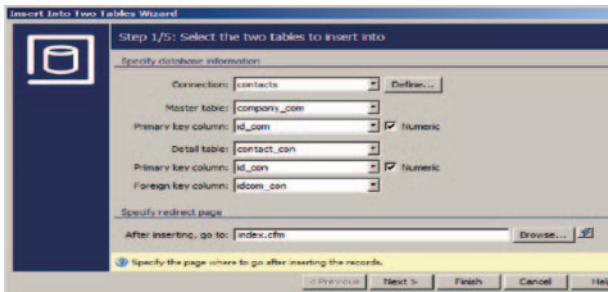 Insert Into Two Tables Wizard
Step 1/5: Select the two tables to insert into
Specify database information
Connection: contacts Define...
Master table: company_com
Primary key column: id_com Numeric
Detail table: contact_con
Primary key column: id_con Numeric
Foreign key column: idcom_con
Specify redirect page
After inserting, go to: index.cfm Browse...
Specify the page where to go after inserting the records.
< Previous Next > Finish Cancel Hel